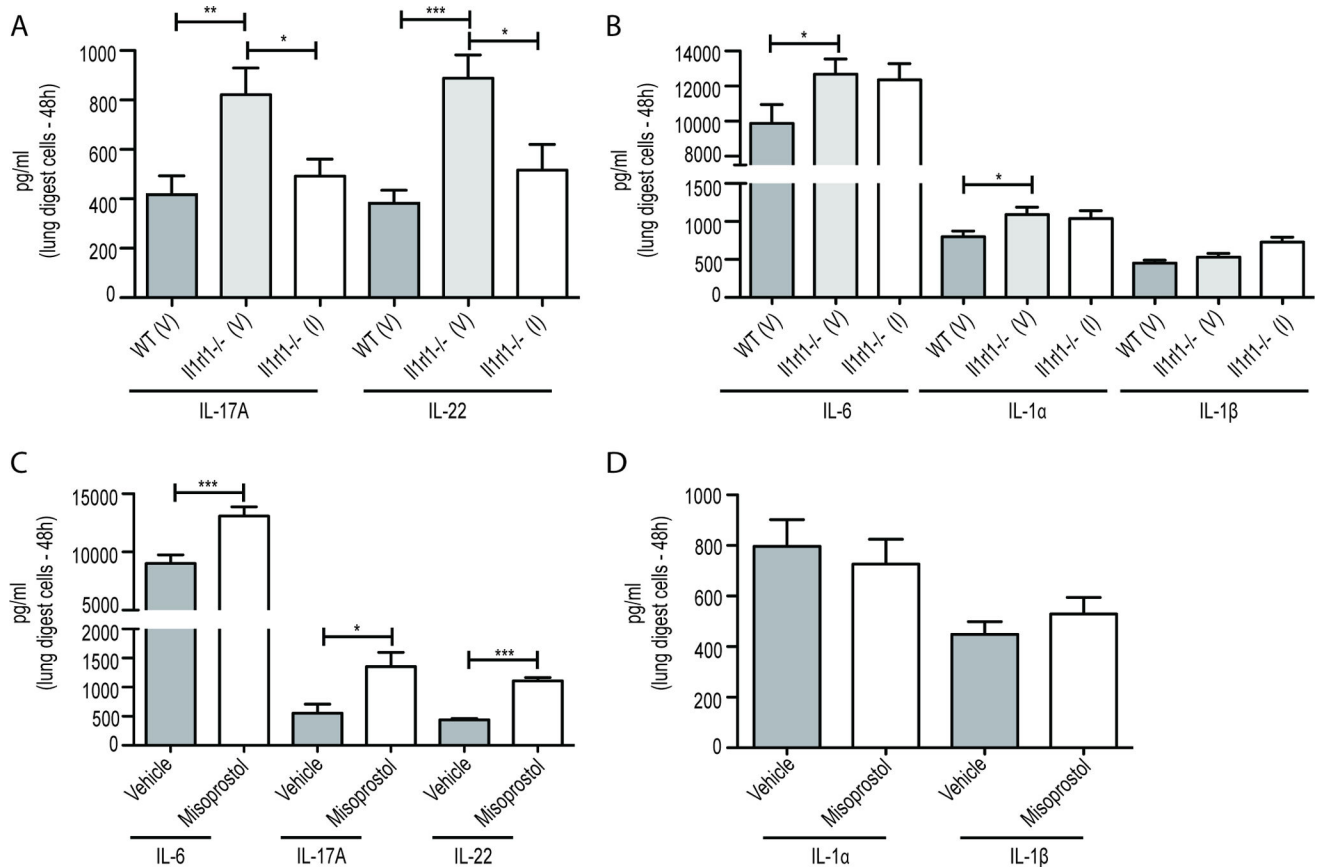 A
**
***
*
*
1000
800
600
400
200
0
pg/ml
(lung digest cells - 48h)
WT (V)
Il1rl1-/- (V)
Il1rl1-/- (I)
WT (V)
Il1rl1-/- (V)
Il1rl1-/- (I)
IL-17A
IL-22
B
*
14000
12000
10000
8000
*
1500
1000
500
0
pg/ml
(lung digest cells - 48h)
WT (V)
Il1rl1-/- (V)
Il1rl1-/- (I)
WT (V)
Il1rl1-/- (V)
Il1rl1-/- (I)
WT (V)
Il1rl1-/- (V)
Il1rl1-/- (I)
IL-6
IL-1α
IL-1β
C
***
15000
10000
5000
2000
1500
1000
500
0
*
***
pg/ml
(lung digest cells - 48h)
Vehicle
Misoprostol
Vehicle
Misoprostol
Vehicle
Misoprostol
IL-6
IL-17A
IL-22
D
1000
800
600
400
200
0
pg/ml
(lung digest cells - 48h)
Vehicle
Misoprostol
Vehicle
Misoprostol
IL-1α
IL-1β